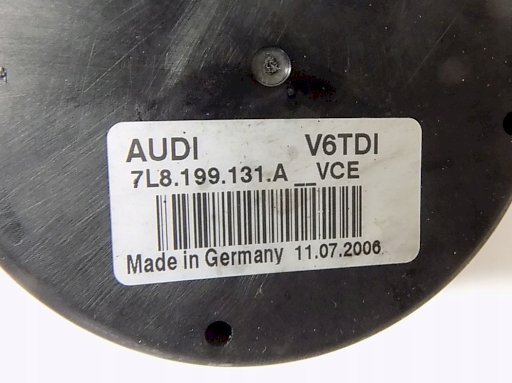 AUDI V6TDI
7L8.199.131.A __VCE
Made in Germany 11.07.2006